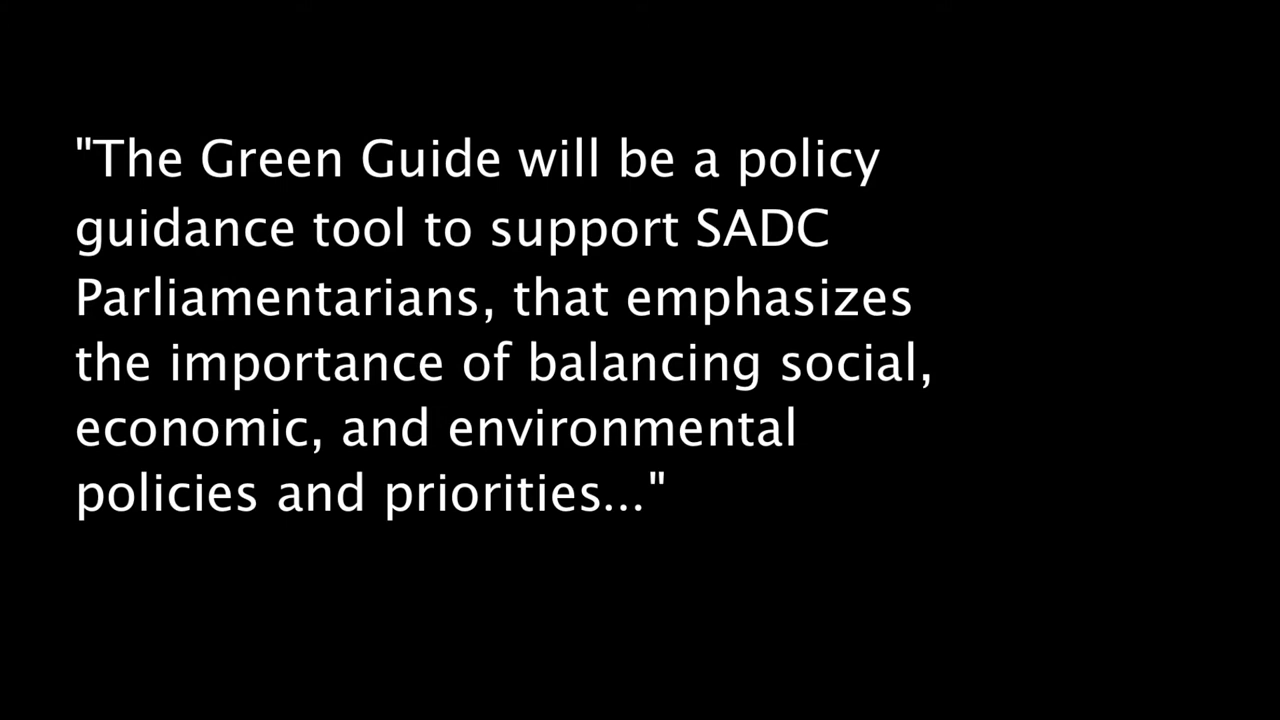 "The Green Guide will be a policy
guidance tool to support SADC
Parliamentarians, that emphasizes
the importance of balancing social,
economic, and environmental
policies and priorities..."